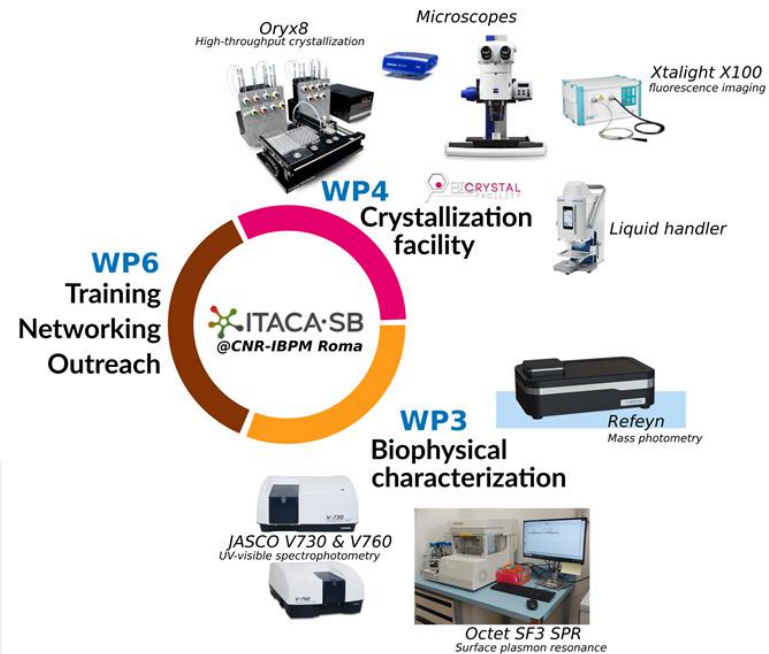 Oryx8
High-throughput crystallization
Microscopes
Xtalight X100
fluorescence imaging
WP4
CRYSTAL
FACILITY
Crystallization
facility
Liquid handler
WP6
Training
Networking
Outreach
ITACA·SB
@CNR-IBPM Roma
WP3
Biophysical
characterization
Refeyn
Mass photometry
V-730
JASCO V730 & V760
UV-visible spectrophotometry
V-760
Octet SF3 SPR
Surface plasmon resonance